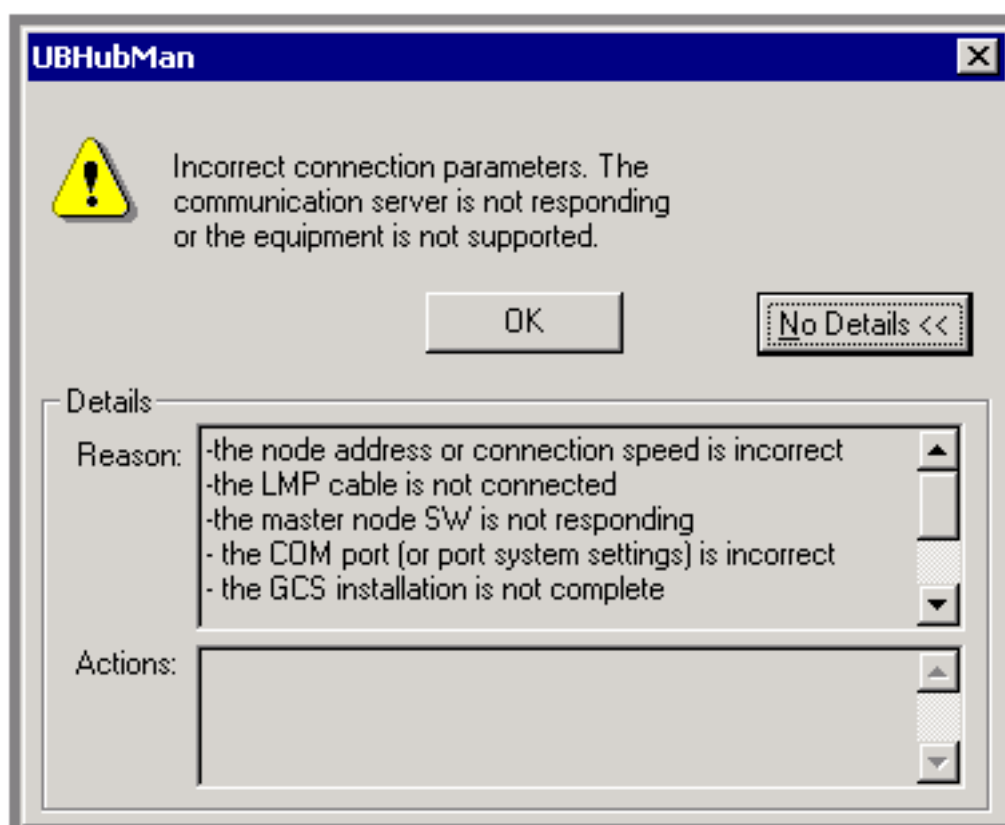 UBHubMan
Incorrect connection parameters. The
communication server is not responding
or the equipment is not supported.
OK
No Details <<
Details
Reason:
-the node address or connection speed is incorrect
-the LMP cable is not connected
-the master node SW is not responding
- the COM port (or port system settings) is incorrect
- the GCS installation is not complete
Actions: